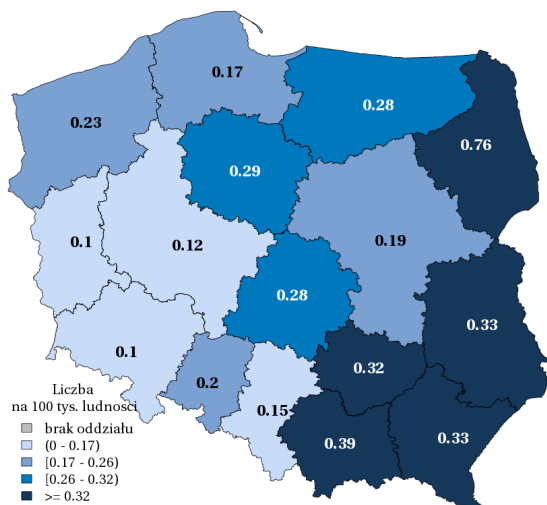 0.17
0.23
0.28
0.76
0.29
0.1
0.12
0.19
0.28
0.33
0.1
0.32
0.2
0.15
0.39
0.33
Liczba
na 100 tys. ludności
brak oddziału
(0 - 0.17)
[0.17 - 0.26)
[0.26 - 0.32)
>= 0.32